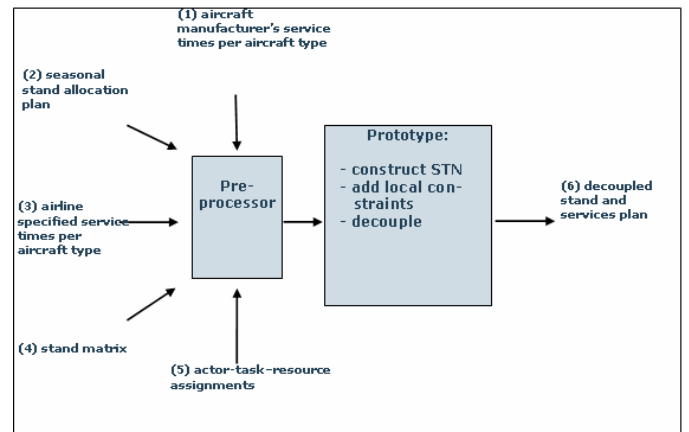 (1) aircraft
manufacturer's service
times per aircraft type
(2) seasonal
stand allocation
plan
(3) airline
specified service
times per
aircraft type
(4) stand matrix
(5) actor-task-resource
assignments
Pre-
processor
Prototype:
- construct STN
- add local con-
straints
- decouple
(6) decoupled
stand and
services plan